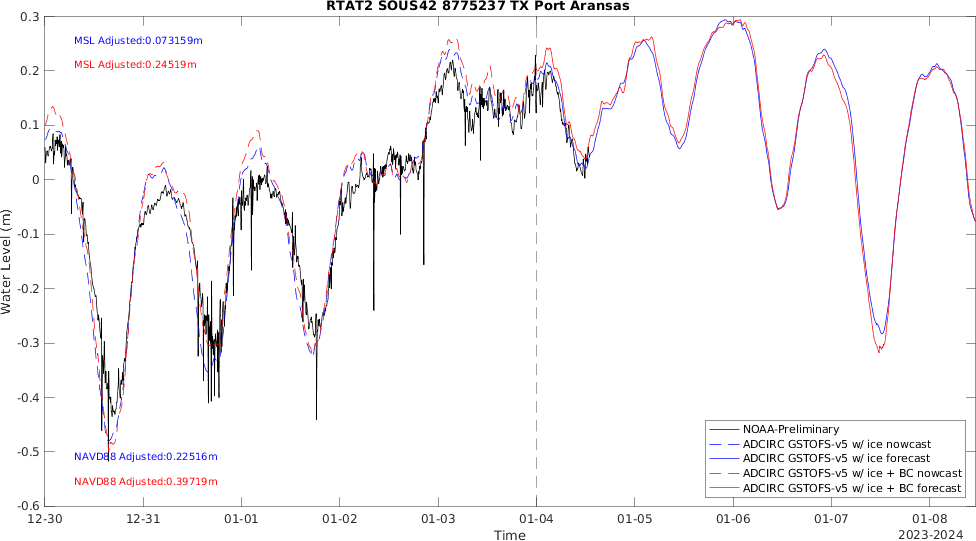 RTAT2 SOUS42 8775237 TX Port Aransas
0.3
0.2
0.1
0
-0.1
-0.2
-0.3
-0.4
-0.5
-0.6
Water Level (m)
MSL Adjusted:0.073159m
MSL Adjusted:0.24519m
NAVD88 Adjusted:0.22516m
NAVD88 Adjusted:0.39719m
NOAA-Preliminary
ADCIRC GSTOFS-v5 w/ ice nowcast
ADCIRC GSTOFS-v5 w/ ice forecast
ADCIRC GSTOFS-v5 w/ ice + BC nowcast
ADCIRC GSTOFS-v5 w/ ice + BC forecast
12-30 12-31 01-01 01-02 01-03 01-04 01-05 01-06 01-07 01-08
Time
2023-2024